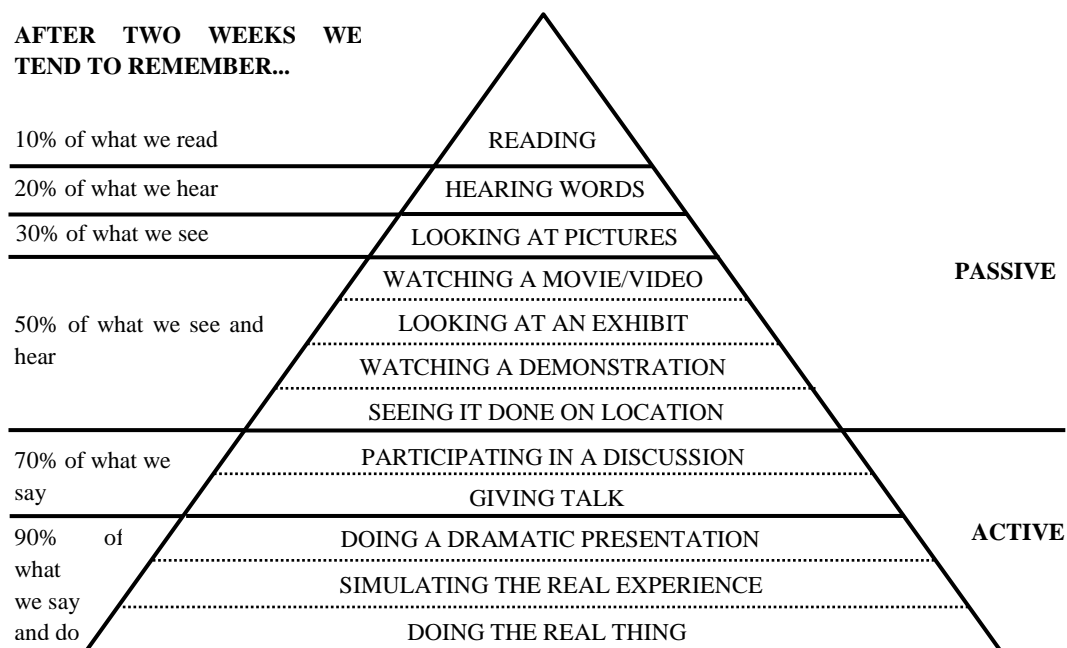 AFTER TWO WEEKS WE
TEND TO REMEMBER...
10% of what we read
READING
20% of what we hear
HEARING WORDS
30% of what we see
LOOKING AT PICTURES
50% of what we see and
hear
WATCHING A MOVIE/VIDEO
LOOKING AT AN EXHIBIT
WATCHING A DEMONSTRATION
SEEING IT DONE ON LOCATION
PASSIVE
70% of what we
say
PARTICIPATING IN A DISCUSSION
GIVING TALK
90% of
what
we say
and do
DOING A DRAMATIC PRESENTATION
SIMULATING THE REAL EXPERIENCE
DOING THE REAL THING
ACTIVE